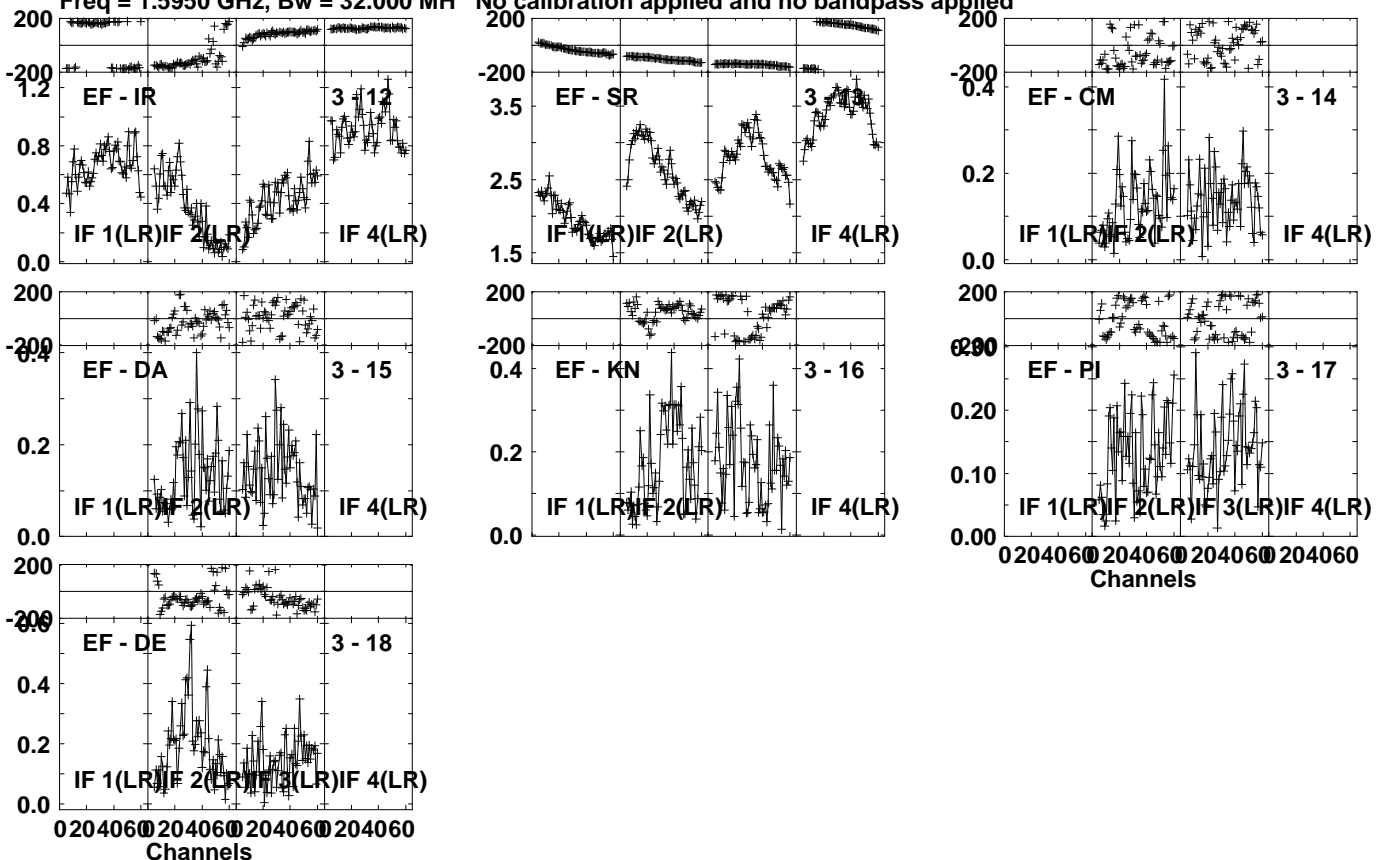 Freq = 1.5950 GHz, Bw = 32.000 MH No calibration applied and no bandpass applied
200
-200
1.2
0.8
0.4
0.0
EF - IR
3 - 12
IF 1(LR)
IF 2(LR)
IF 4(LR)
200
-200
3.5
2.5
1.5
EF - SR
3 - 13
IF 1(LR)
IF 2(LR)
IF 4(LR)
200
-200
0.4
0.2
0.0
EF - CM
3 - 14
IF 1(LR)
IF 2(LR)
IF 4(LR)
200
-200
0.4
0.2
0.0
EF - DA
3 - 15
IF 1(LR)
IF 2(LR)
IF 4(LR)
200
-200
0.4
0.2
0.0
EF - KN
3 - 16
IF 1(LR)
IF 2(LR)
IF 4(LR)
200
-200
0.30
0.20
0.10
0.00
EF - PI
3 - 17
IF 1(LR)
IF 2(LR)
IF 3(LR)
IF 4(LR)
0 20 40 60 0 20 40 60 0 20 40 60 0 20 40 60
Channels
200
-200
0.6
0.4
0.2
0.0
EF - DE
3 - 18
IF 1(LR)
IF 2(LR)
IF 3(LR)
IF 4(LR)
0 20 40 60 0 20 40 60 0 20 40 60 0 20 40 60
Channels